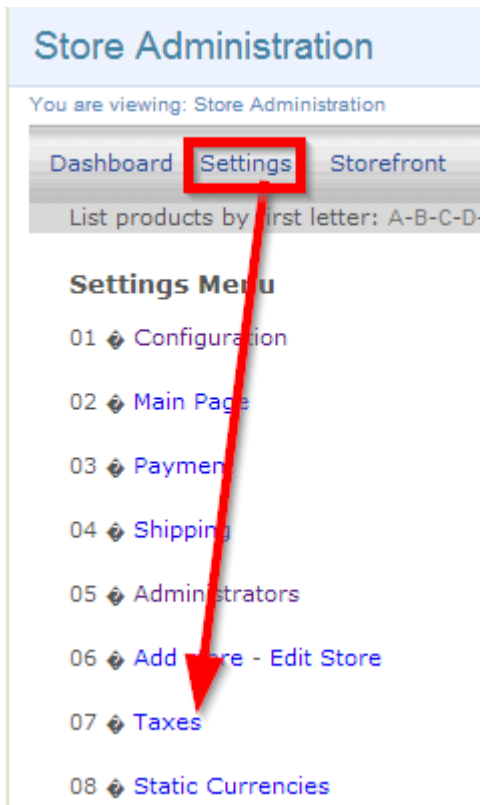 Store Administration
You are viewing: Store Administration
Dashboard Settings Storefront
List products by first letter: A-B-C-D-
Settings Menu
01 � Configuration
02 � Main Page
03 � Payment
04 � Shipping
05 � Administrators
06 � Add Store - Edit Store
07 � Taxes
08 � Static Currencies